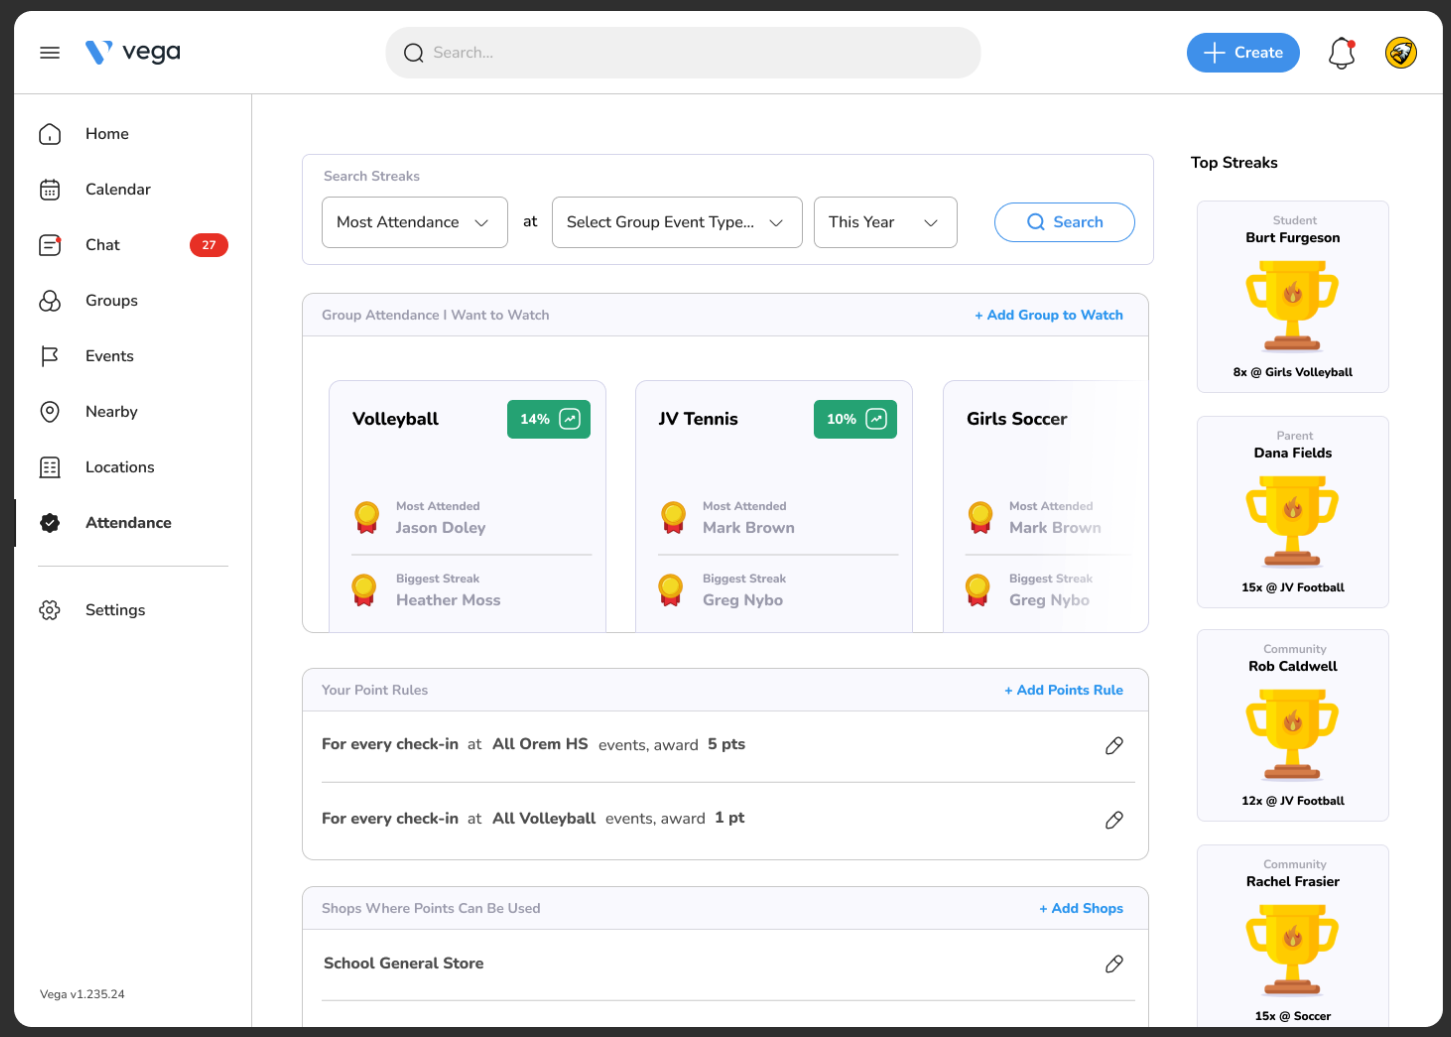 vega
Search...
Create
Home
Calendar
Chat
27
Groups
Events
Nearby
Locations
Attendance
Settings
Vega v1.235.24
Search Streaks
Most Attendance
at
Select Group Event Type...
This Year
Search
Group Attendance I Want to Watch
+ Add Group to Watch
Volleyball
14%
Most Attended
Jason Doley
Biggest Streak
Heather Moss
JV Tennis
10%
Most Attended
Mark Brown
Biggest Streak
Greg Nybo
Girls Soccer
Most Attended
Mark Brown
Biggest Streak
Greg Nybo
Your Point Rules
+ Add Points Rule
For every check-in at All Orem HS events, award 5 pts
For every check-in at All Volleyball events, award 1 pt
Shops Where Points Can Be Used
+ Add Shops
School General Store
Top Streaks
Student
Burt Furgeson
8x @ Girls Volleyball
Parent
Dana Fields
15x @ JV Football
Community
Rob Caldwell
12x @ JV Football
Community
Rachel Frasier
15x @ Soccer